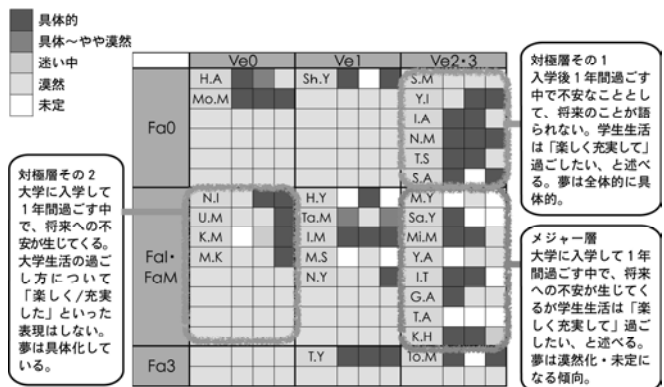 具体的
具体～やや漠然
迷い中
漠然
未定
Ve0
Ve1
Ve2・3
Fa0
H.A
Mo.M
Sh.Y
S.M
Y.I
I.A
N.M
T.S
S.A
FaI・
FaM
N.I
U.M
K.M
M.K
H.Y
Ta.M
I.M
M.S
N.Y
M.Y
Sa.Y
Mi.M
Y.A
I.T
G.A
T.A
K.H
Fa3
T.Y
To.M
対極層その1
入学後1年間過ごす
中で不安なこととし
て、将来のことが語
られない。学生生活
は「楽しく充実して」
過ごしたい、と述べ
る。夢は全体的に具
体的。
対極層その2
大学に入学して
1年間過ごす中
で、将来への不
安が生じてくる。
大学生活の過ご
し方について
「楽しく/充実
した」といった
表現はしない。
夢は具体化し
ている。
メジャー層
大学に入学して1年
間過ごす中で、将来
への不安が生じてく
るが学生生活は「楽
しく充実して」過ご
したい、と述べる。
夢は漠然化・未定に
なる傾向。